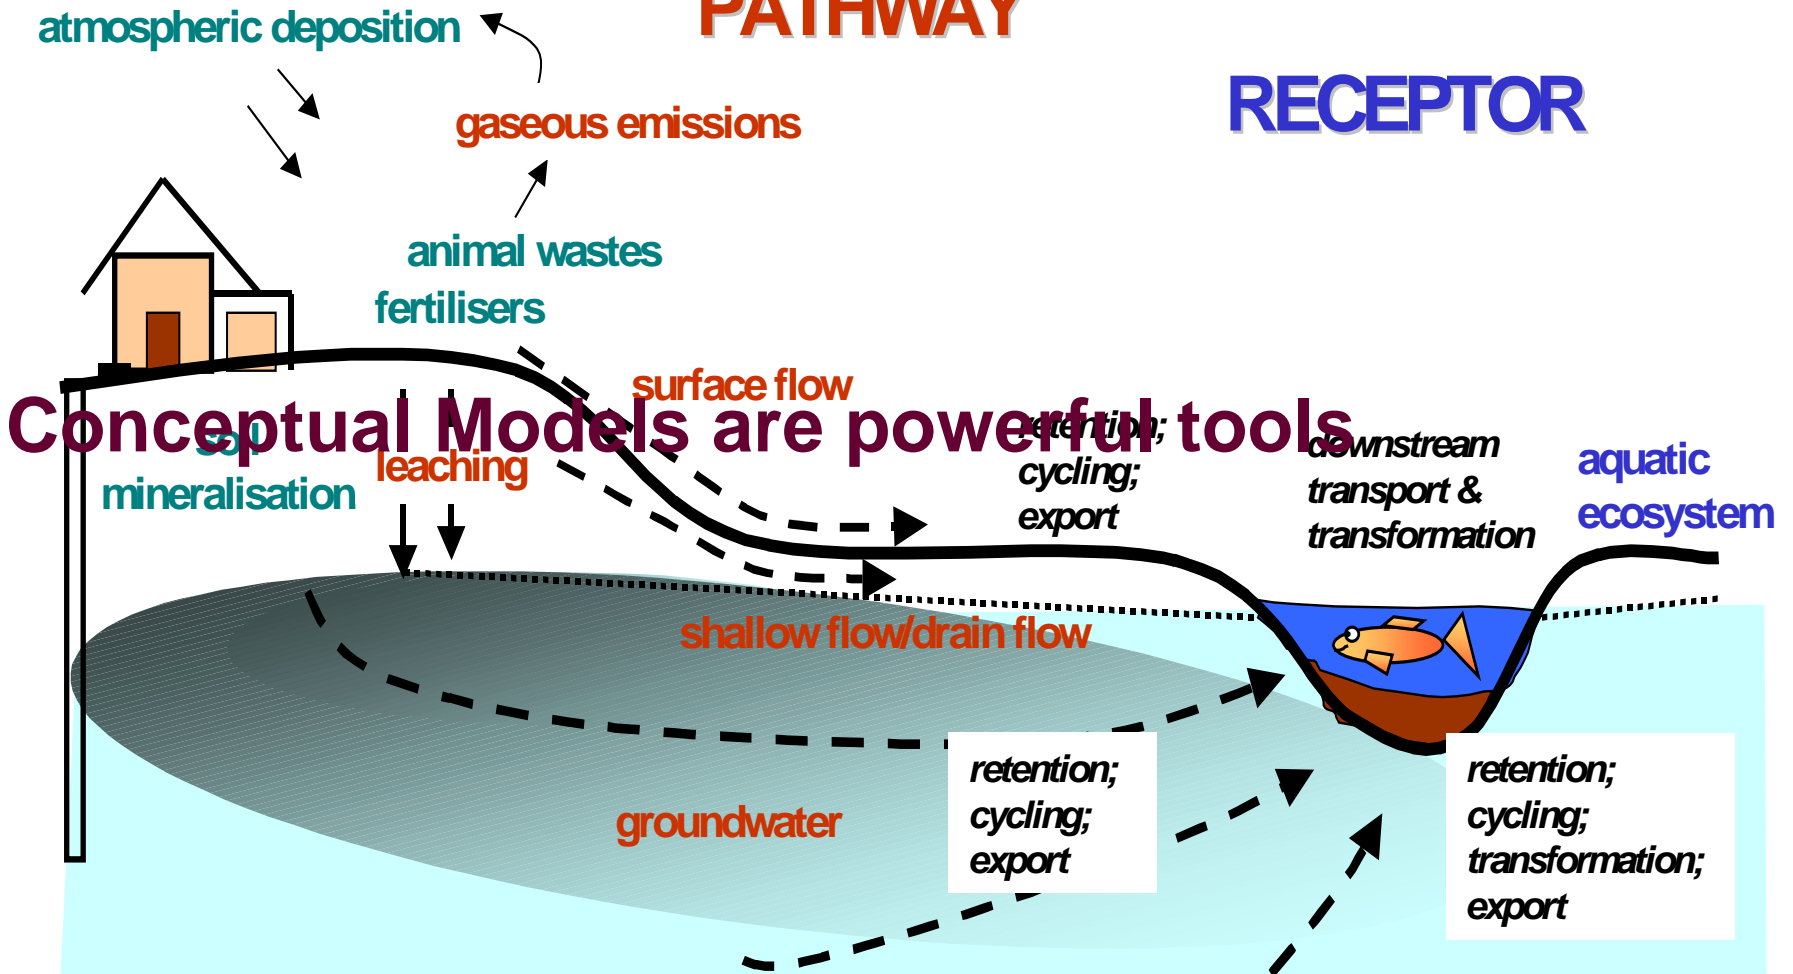 PATHWAY
atmospheric deposition
RECEPTOR
gaseous emissions
animal wastes
fertilisers
surface flow
Conceptual Models are powerful tools
soil
mineralisation
leaching
retention;
cycling;
export
downstream
transport &
transformation
aquatic
ecosystem
shallow flow/drain flow
groundwater
retention;
cycling;
export
retention;
cycling;
transformation;
export